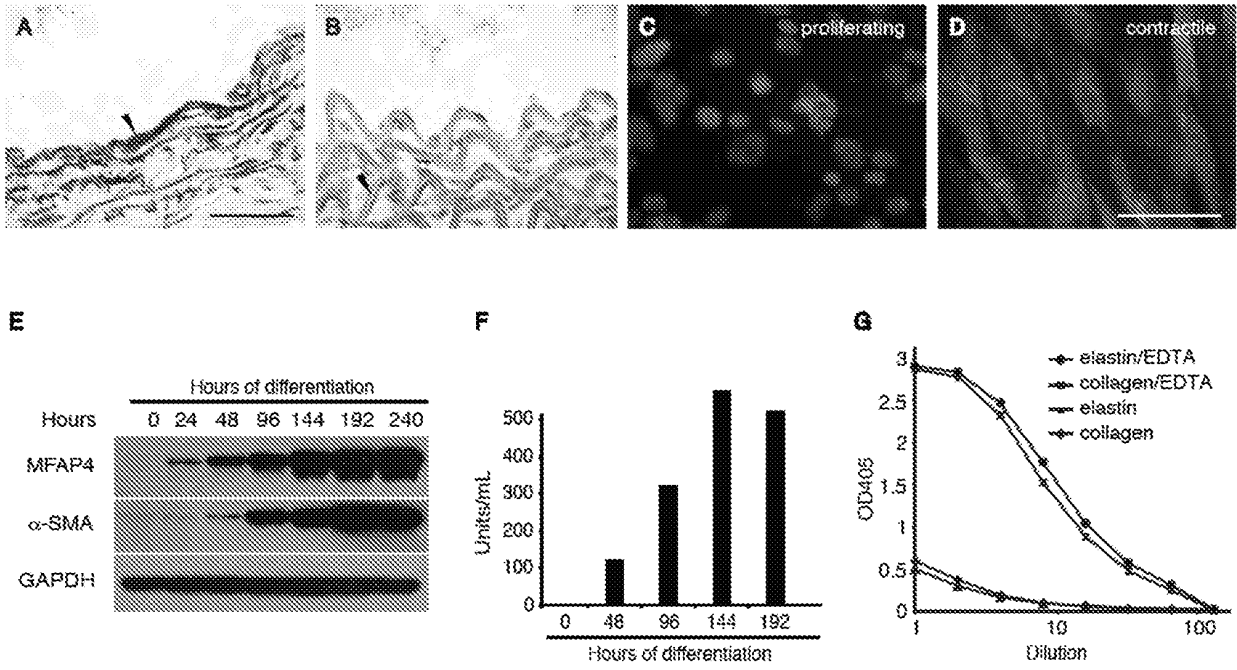 A
B
C
proliferating
D
contractile
E
Hours of differentiation
Hours 0 24 48 96 144 192 240
MFAP4
α-SMA
GAPDH
F
500
400
300
200
100
0
Units/mL
0 48 96 144 192
Hours of differentiation
G
3
2.5
2
1.5
1
0.5
0
OD405
elastin/EDTA
collagen/EDTA
elastin
collagen
1 10 100
Dilution